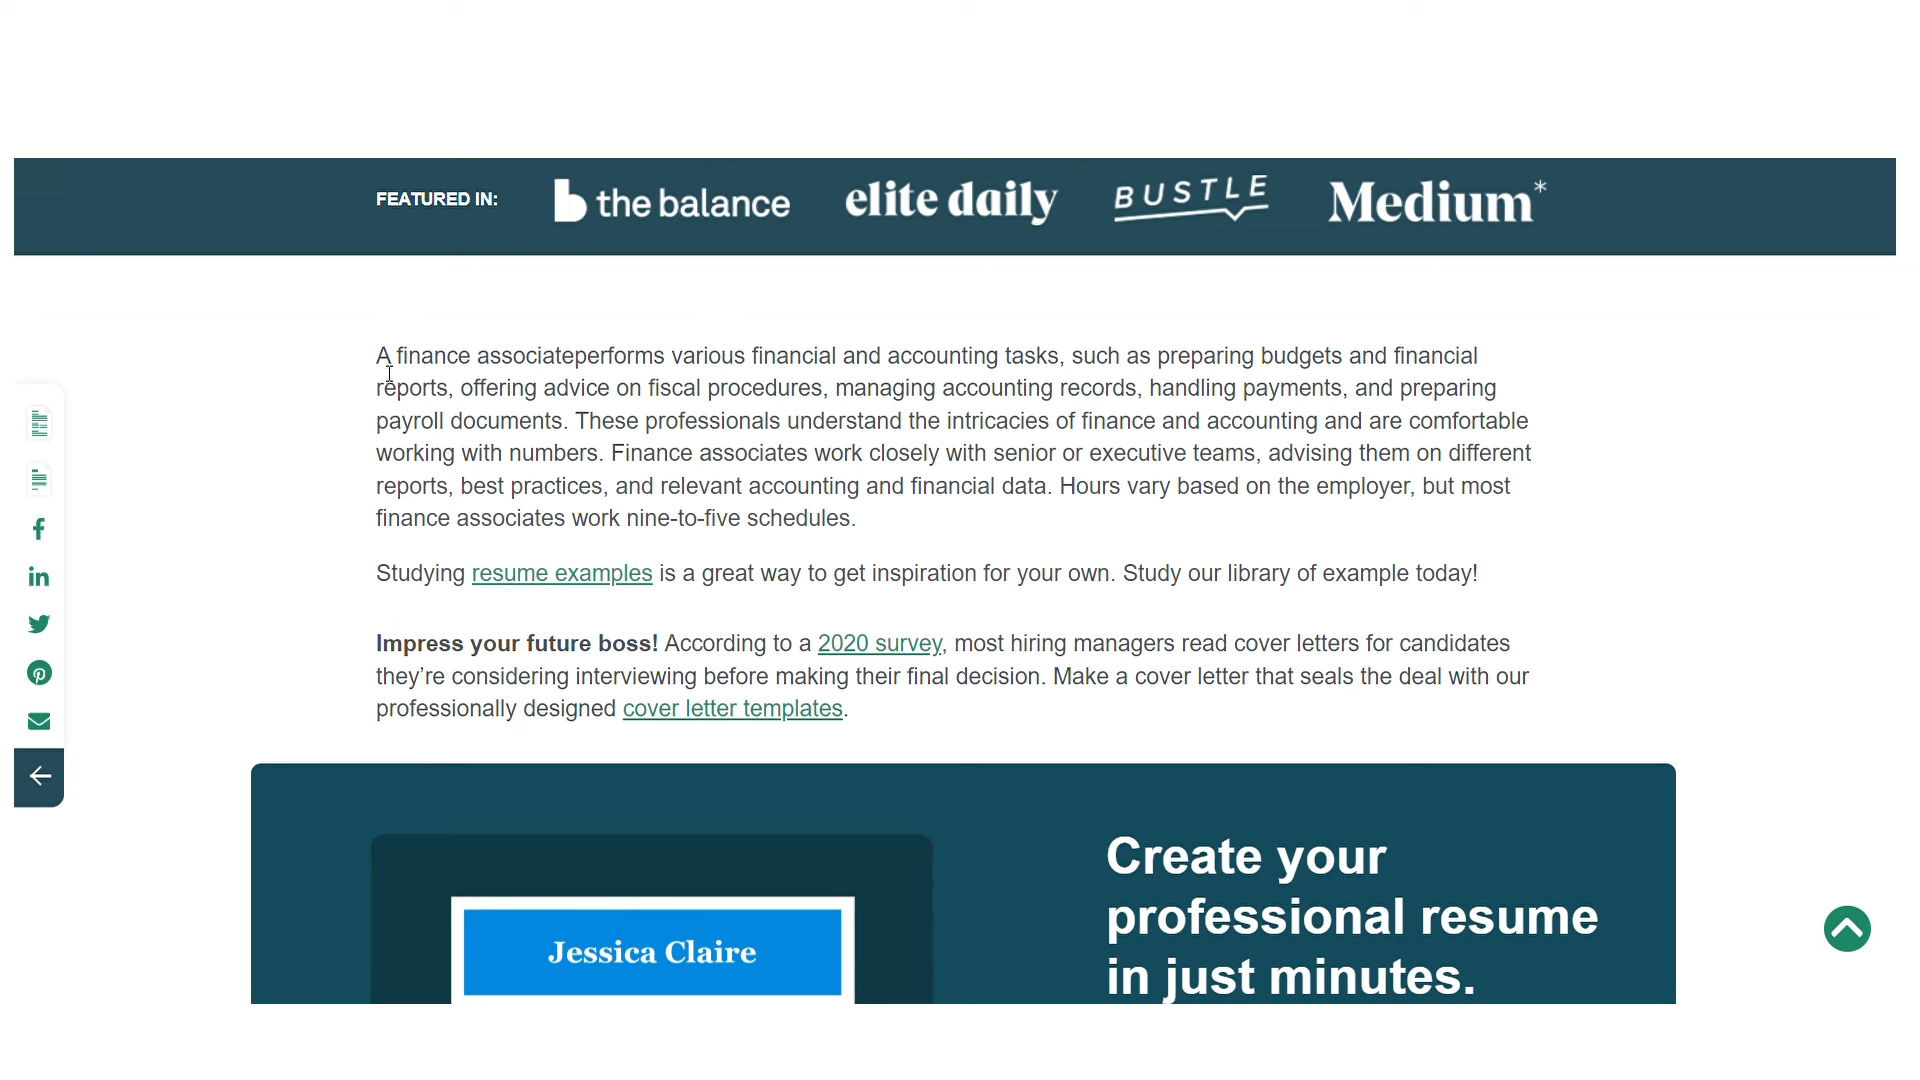 FEATURED IN:
the balance
elite daily
BUSTLE
Medium*
A finance associateperforms various financial and accounting tasks, such as preparing budgets and financial
reports, offering advice on fiscal procedures, managing accounting records, handling payments, and preparing
payroll documents. These professionals understand the intricacies of finance and accounting and are comfortable
working with numbers. Finance associates work closely with senior or executive teams, advising them on different
reports, best practices, and relevant accounting and financial data. Hours vary based on the employer, but most
finance associates work nine-to-five schedules.
Studying resume examples is a great way to get inspiration for your own. Study our library of example today!
Impress your future boss! According to a 2020 survey, most hiring managers read cover letters for candidates
they’re considering interviewing before making their final decision. Make a cover letter that seals the deal with our
professionally designed cover letter templates.
Jessica Claire
Create your
professional resume
in just minutes.